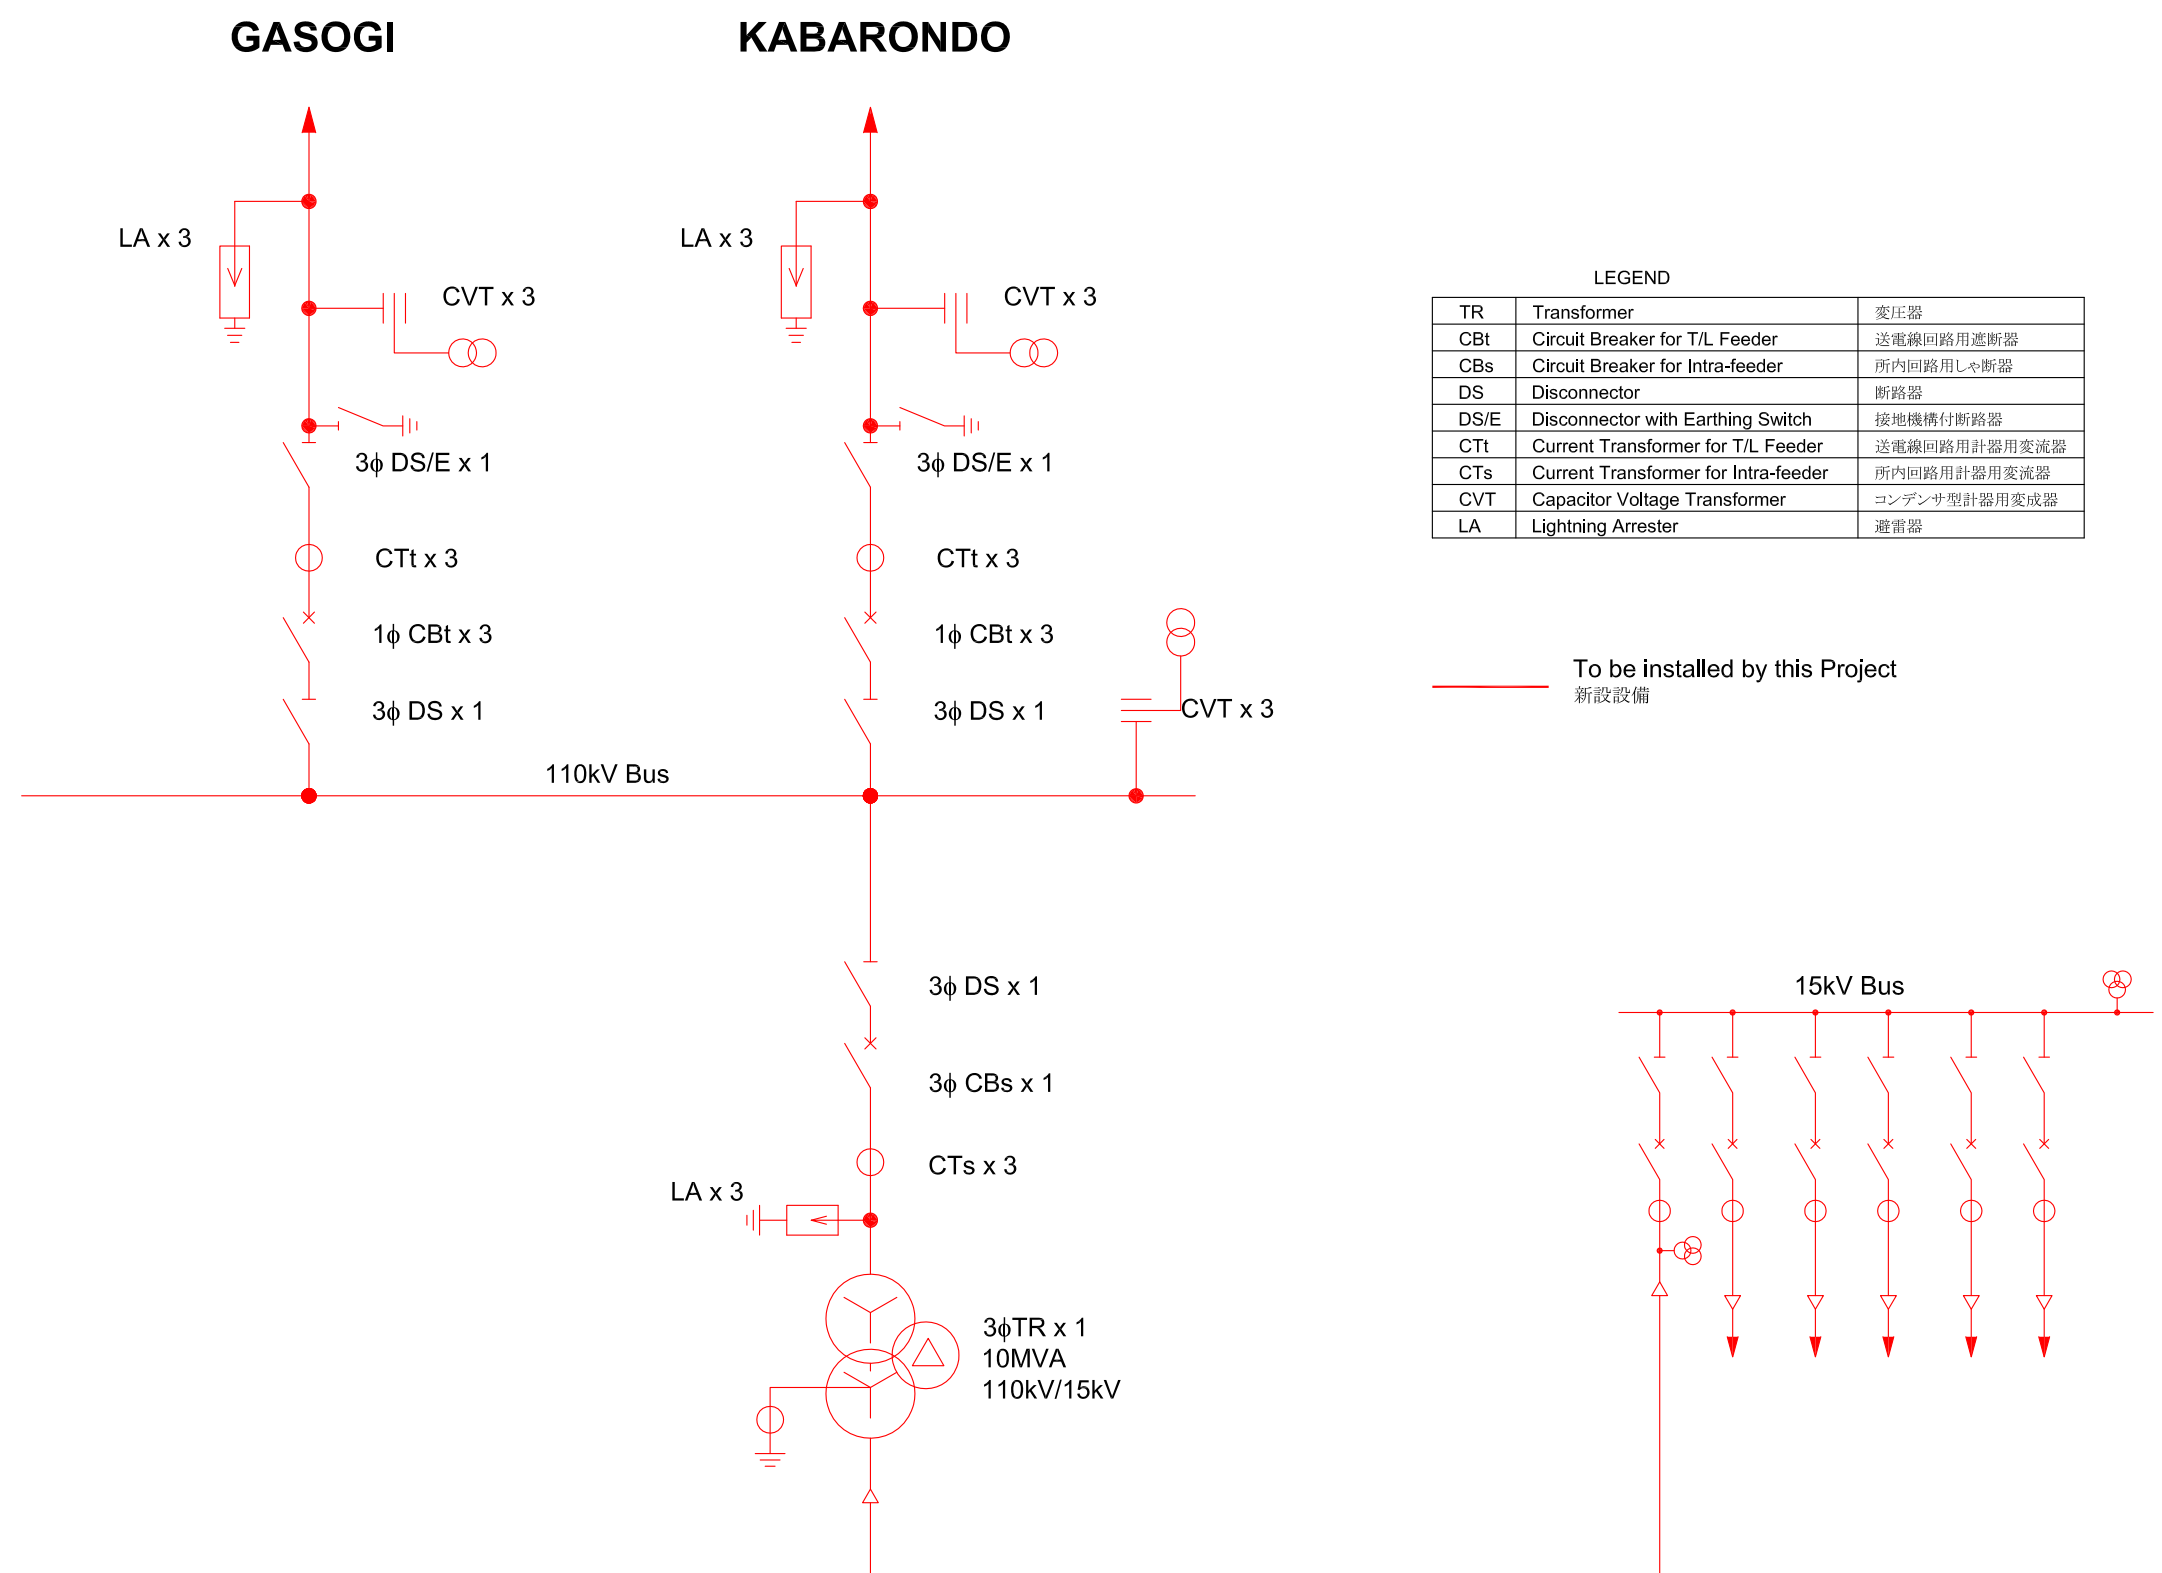 GASOGI
KABARONDO
LA x 3
CVT x 3
3ϕ DS/E x 1
CTt x 3
1ϕ CBt x 3
3ϕ DS x 1
LA x 3
CVT x 3
3ϕ DS/E x 1
CTt x 3
1ϕ CBt x 3
3ϕ DS x 1
CVT x 3
110kV Bus
3ϕ DS x 1
3ϕ CBs x 1
CTs x 3
LA x 3
3ϕTR x 1
10MVA
110kV/15kV
LEGEND
TR Transformer 変圧器
CBt Circuit Breaker for T/L Feeder 送電線回路用遮断器
CBs Circuit Breaker for Intra-feeder 所内回路用しゃ断器
DS Disconnector 断路器
DS/E Disconnector with Earthing Switch 接地機構付断路器
CTt Current Transformer for T/L Feeder 送電線回路用計器用変流器
CTs Current Transformer for Intra-feeder 所内回路用計器用変流器
CVT Capacitor Voltage Transformer コンデンサ型計器用変成器
LA Lightning Arrester 避雷器
To be installed by this Project
新設設備
15kV Bus